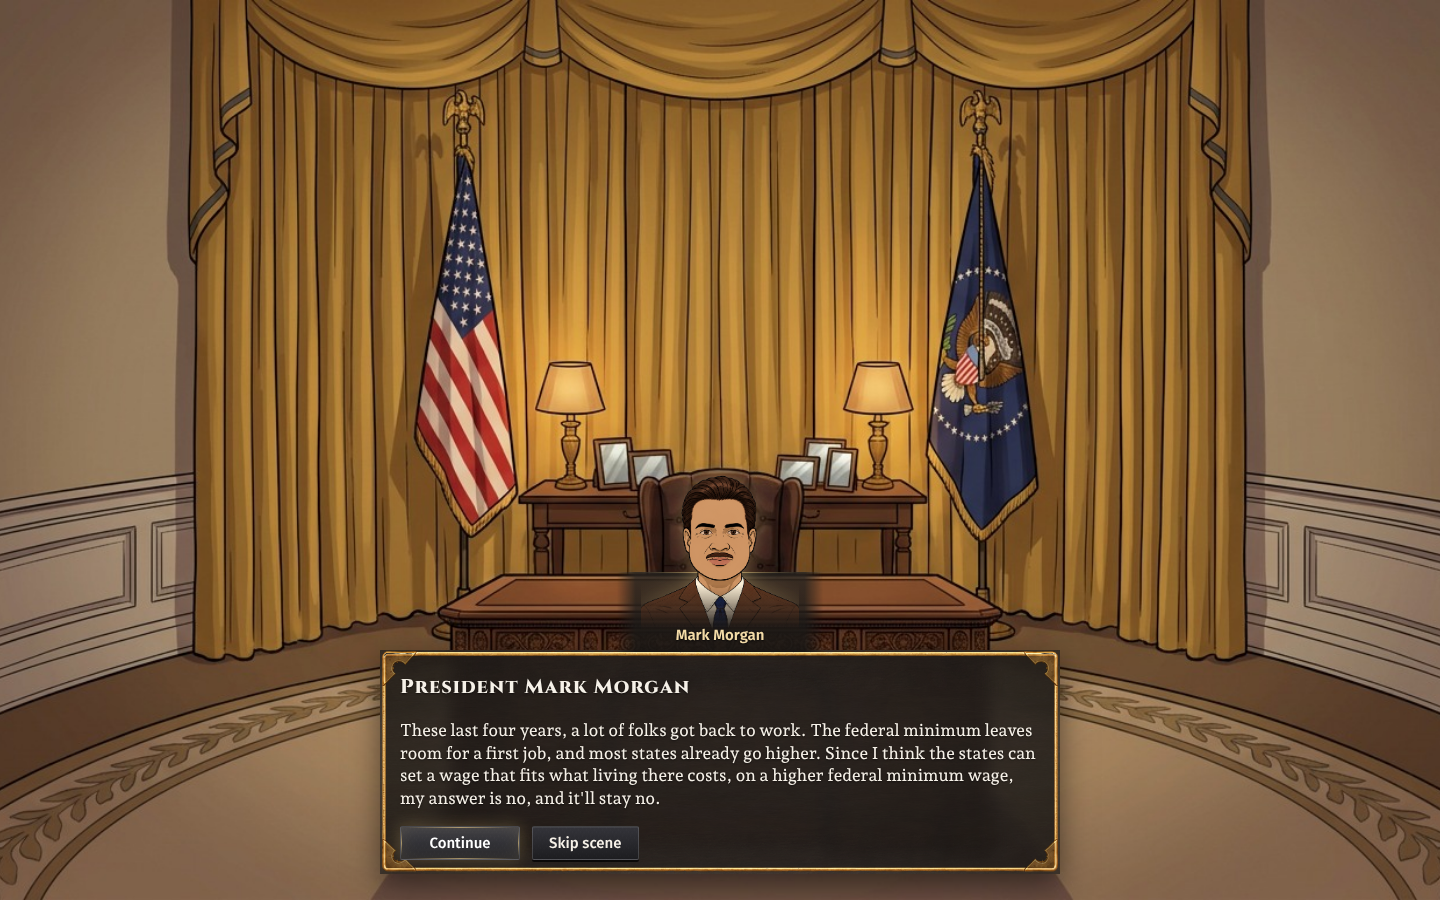 Mark Morgan
President Mark Morgan
These last four years, a lot of folks got back to work. The federal minimum leaves
room for a first job, and most states already go higher. Since I think the states can
set a wage that fits what living there costs, on a higher federal minimum wage,
my answer is no, and it'll stay no.
Continue
Skip scene